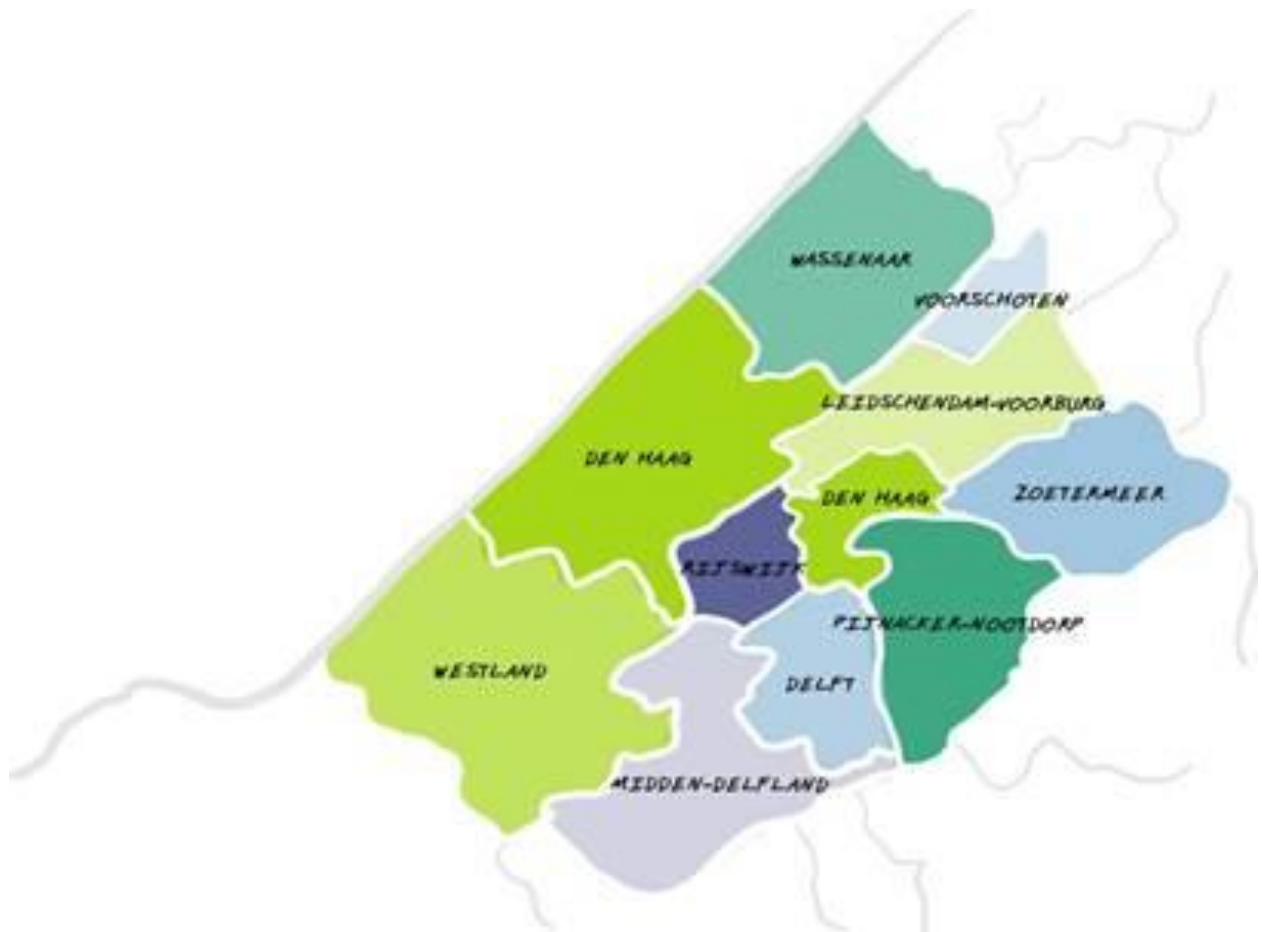 WASSENAAR
VOORSCHOTEN
LEIDSCHENDAM-VOORBURG
DEN HAAG
DEN HAAG
ZOETERMEER
RIJSWIJK
PIJNACKER-NOOTDORP
WESTLAND
DELFT
MIDDEN-DELFLAND